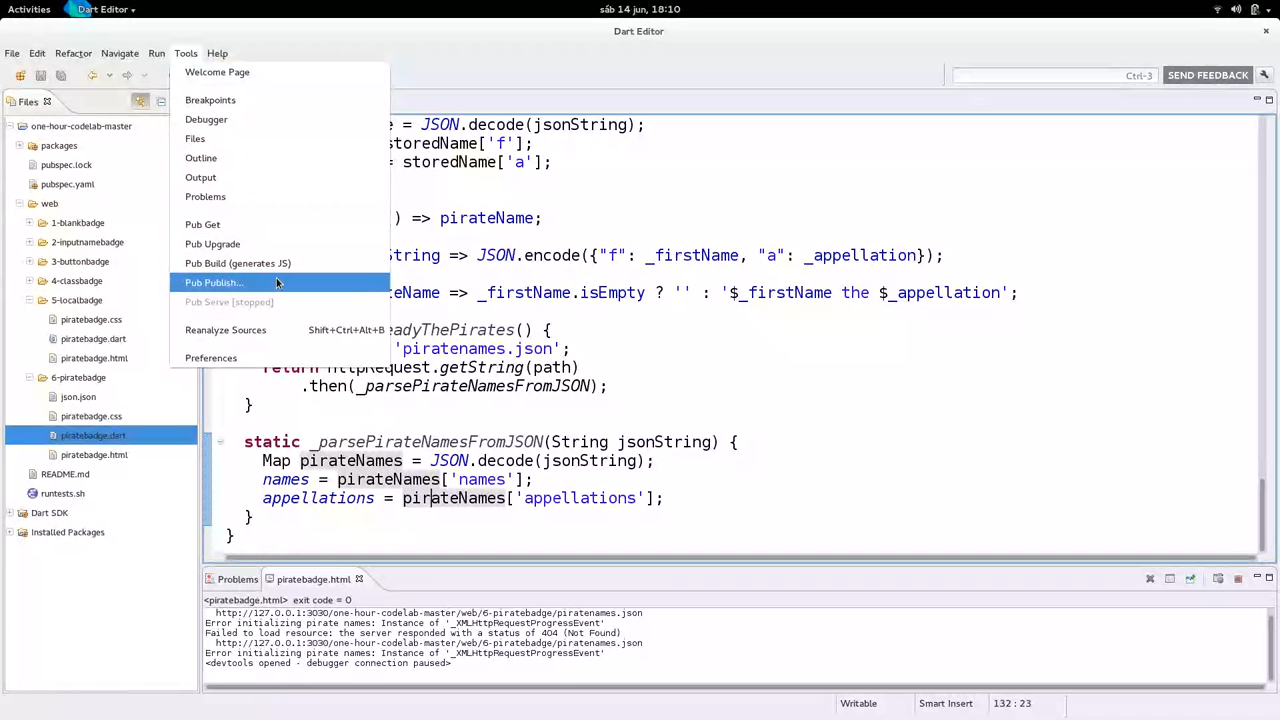 Activities Dart Editor sáb 14 jun, 18:10
Dart Editor
File Edit Refactor Navigate Run Tools Help
Ctrl-3 SEND FEEDBACK
Files
one-hour-codelab-master
packages
pubspec.lock
pubspec.yaml
web
1-blankbadge
2-inputnamebadge
3-buttonbadge
4-classbadge
5-localbadge
piratebadge.css
piratebadge.dart
piratebadge.html
6-piratebadge
json.json
piratebadge.css
piratebadge.dart
piratebadge.html
README.md
runtests.sh
Dart SDK
Installed Packages
Welcome Page
Breakpoints
Debugger
Files
Outline
Output
Problems
Pub Get
Pub Upgrade
Pub Build (generates JS)
Pub Publish...
Pub Serve [stopped]
Reanalyze Sources Shift+Ctrl+Alt+B
Preferences
e = JSON.decode(jsonString);
storedName['f'];
= storedName['a'];
) => pirateName;
String => JSON.encode({"f": _firstName, "a": _appellation});
teName => _firstName.isEmpty ? '' : '$_firstName the $_appellation';
eadyThePirates() {
'piratenames.json';
return HttpRequest.getString(path)
.then(_parsePirateNamesFromJSON);
}
static _parsePirateNamesFromJSON(String jsonString) {
Map pirateNames = JSON.decode(jsonString);
names = pirateNames['names'];
appellations = pirateNames['appellations'];
}
}
Problems piratebadge.html
<piratebadge.html> exit code = 0
http://127.0.0.1:3030/one-hour-codelab-master/web/6-piratebadge/piratenames.json
Error initializing pirate names: Instance of '_XMLHttpRequestProgressEvent'
Failed to load resource: the server responded with a status of 404 (Not Found)
http://127.0.0.1:3030/one-hour-codelab-master/web/6-piratebadge/piratenames.json
Error initializing pirate names: Instance of '_XMLHttpRequestProgressEvent'
<devtools opened - debugger connection paused>
Writable Smart Insert 132 : 23